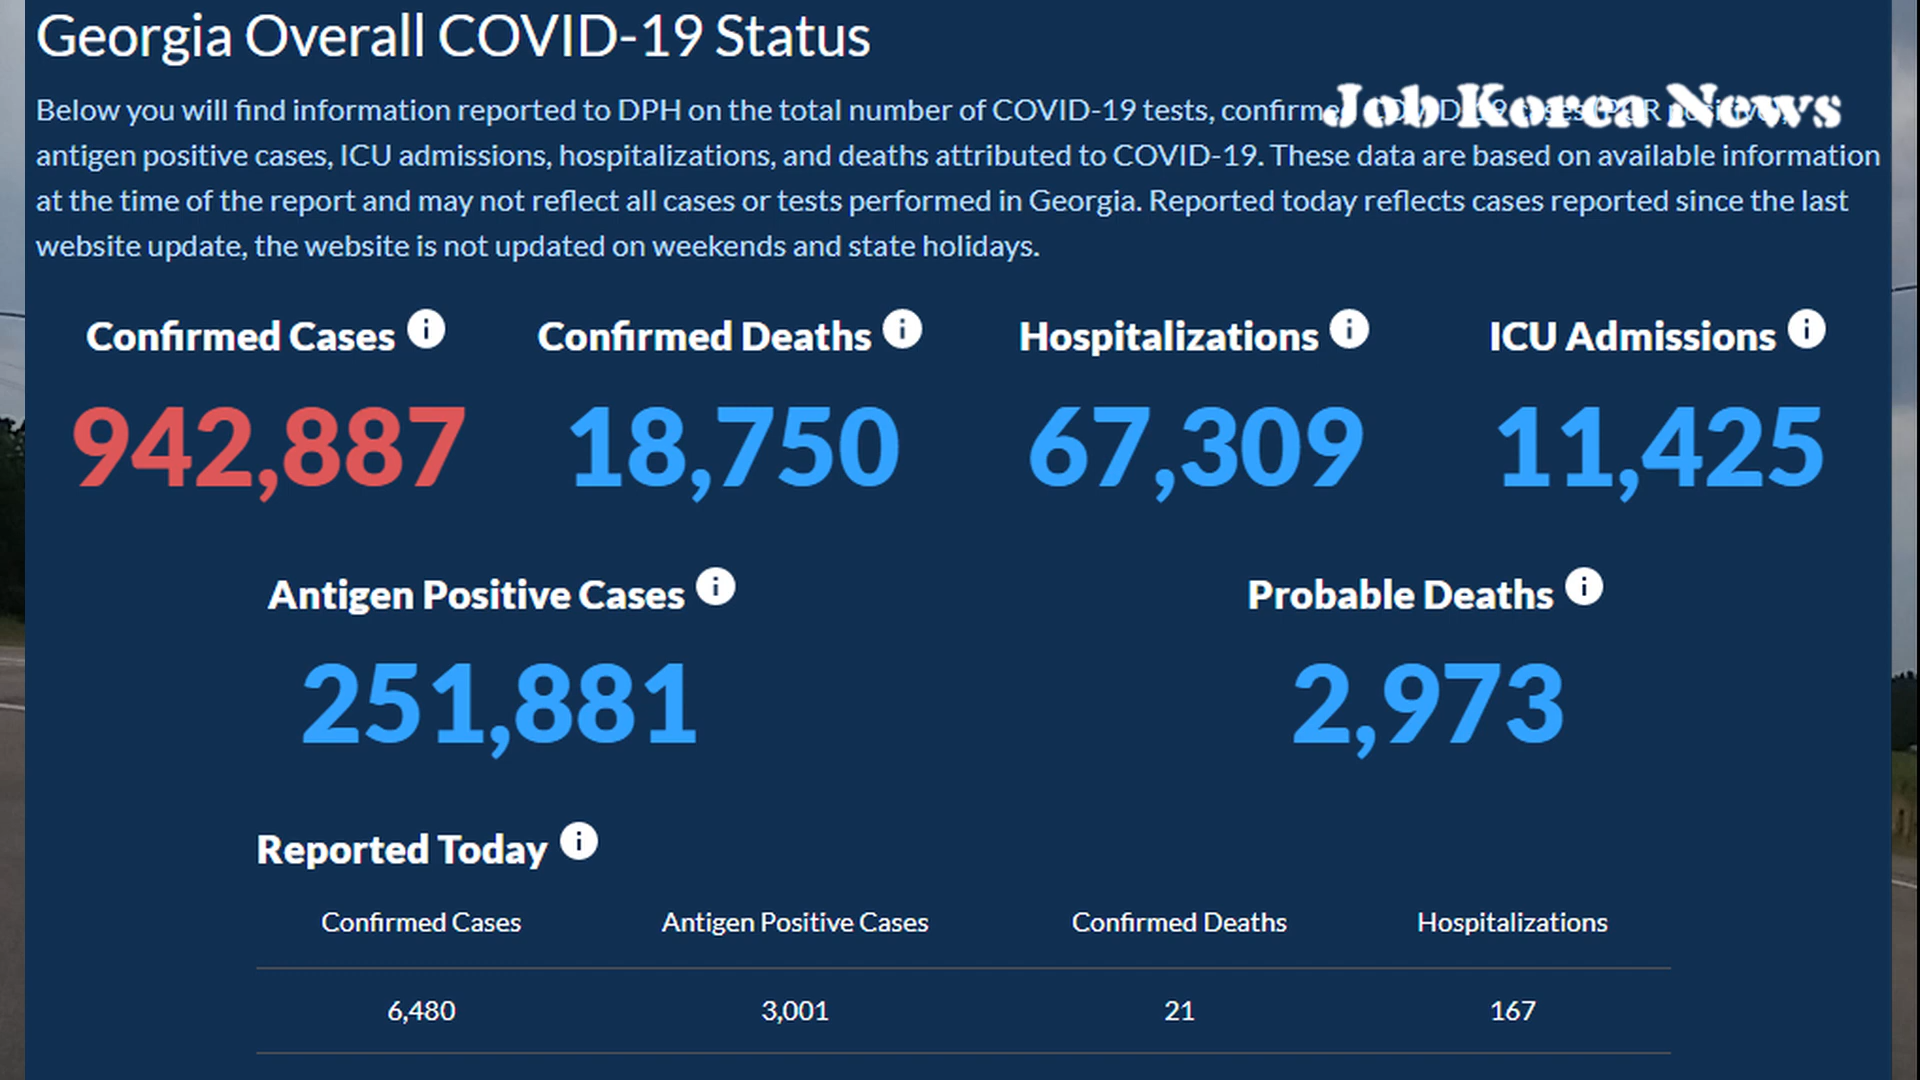 Georgia Overall COVID-19 Status
Job Korea News
Below you will find information reported to DPH on the total number of COVID-19 tests, confirmed COVID-19 cases (PCR positive),
antigen positive cases, ICU admissions, hospitalizations, and deaths attributed to COVID-19. These data are based on available information
at the time of the report and may not reflect all cases or tests performed in Georgia. Reported today reflects cases reported since the last
website update, the website is not updated on weekends and state holidays.
Confirmed Cases Confirmed Deaths Hospitalizations ICU Admissions
942,887 18,750 67,309 11,425
Antigen Positive Cases Probable Deaths
251,881 2,973
Reported Today
Confirmed Cases Antigen Positive Cases Confirmed Deaths Hospitalizations
6,480 3,001 21 167